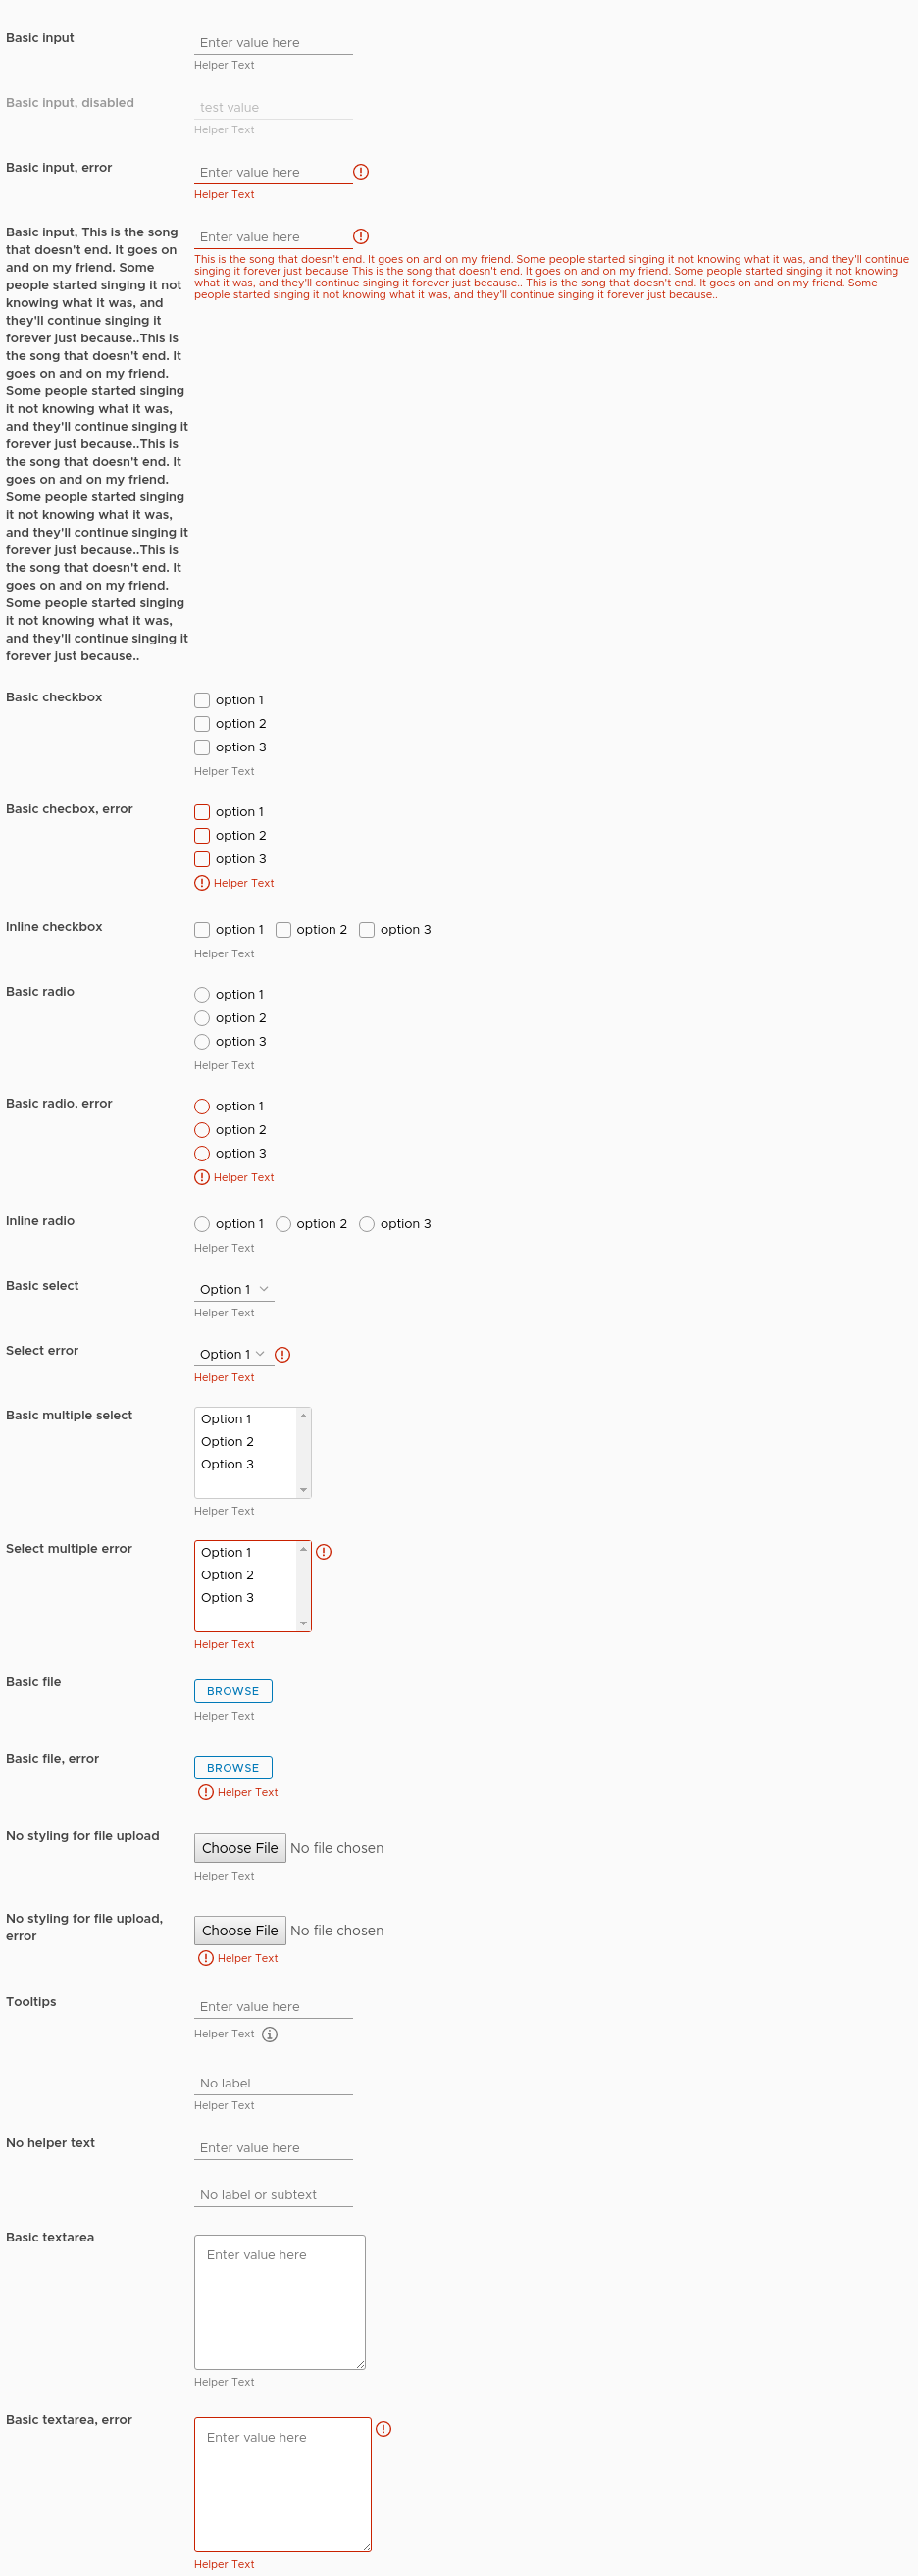 Basic input
Enter value here
Helper Text
Basic input, disabled
test value
Helper Text
Basic input, error
Enter value here
Helper Text
Basic input, This is the song
that doesn't end. It goes on
and on my friend. Some
people started singing it not
knowing what it was, and
they'll continue singing it
forever just because..This is
the song that doesn't end. It
goes on and on my friend.
Some people started singing
it not knowing what it was,
and they'll continue singing it
forever just because..This is
the song that doesn't end. It
goes on and on my friend.
Some people started singing
it not knowing what it was,
and they'll continue singing it
forever just because..This is
the song that doesn't end. It
goes on and on my friend.
Some people started singing
it not knowing what it was,
and they'll continue singing it
forever just because..
Enter value here
This is the song that doesn't end. It goes on and on my friend. Some people started singing it not knowing what it was, and they'll continue
singing it forever just because This is the song that doesn't end. It goes on and on my friend. Some people started singing it not knowing
what it was, and they'll continue singing it forever just because.. This is the song that doesn't end. It goes on and on my friend. Some
people started singing it not knowing what it was, and they'll continue singing it forever just because..
Basic checkbox
option 1
option 2
option 3
Helper Text
Basic checbox, error
option 1
option 2
option 3
Helper Text
Inline checkbox
option 1 option 2 option 3
Helper Text
Basic radio
option 1
option 2
option 3
Helper Text
Basic radio, error
option 1
option 2
option 3
Helper Text
Inline radio
option 1 option 2 option 3
Helper Text
Basic select
Option 1
Helper Text
Select error
Option 1
Helper Text
Basic multiple select
Option 1
Option 2
Option 3
Helper Text
Select multiple error
Option 1
Option 2
Option 3
Helper Text
Basic file
BROWSE
Helper Text
Basic file, error
BROWSE
Helper Text
No styling for file upload
Choose File No file chosen
Helper Text
No styling for file upload,
error
Choose File No file chosen
Helper Text
Tooltips
Enter value here
Helper Text
No label
Helper Text
No helper text
Enter value here
No label or subtext
Basic textarea
Enter value here
Helper Text
Basic textarea, error
Enter value here
Helper Text